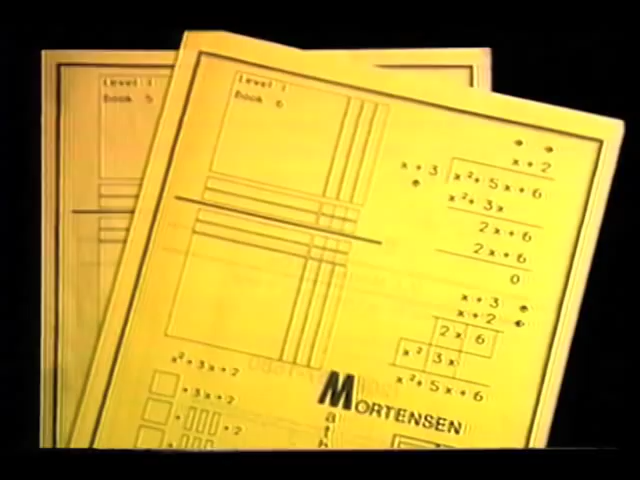 Level 1
Book 5
Level 1
Book 6
x + 2
x + 3
x² + 5x + 6
x² + 3x
2x + 6
2x + 6
0
x + 3
x + 2
2x 6
x² 3x
x² + 5x + 6
x² + 3x + 2
+ 3x + 2
+ 2
+ 2
MORTENSEN
a
t
h